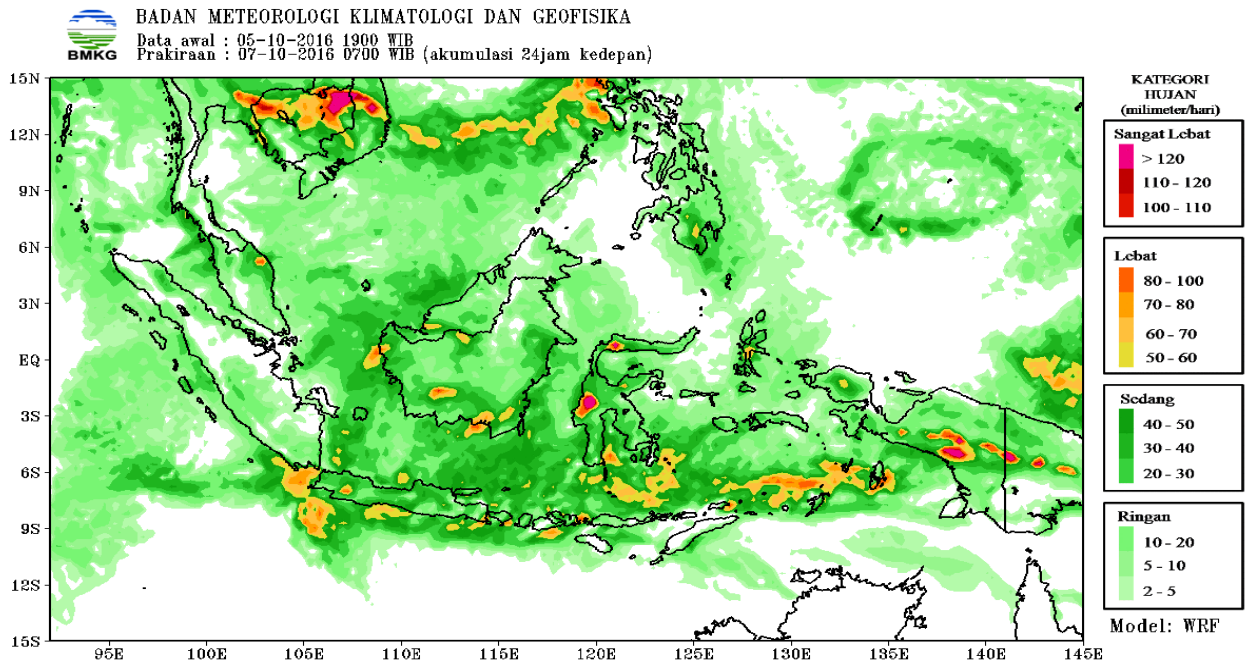 BADAN METEOROLOGI KLIMATOLOGI DAN GEOFISIKA
BMKG
Data awal : 05-10-2016 1900 WIB
Prakiraan : 07-10-2016 0700 WIB (akumulasi 24jam kedepan)
15N
12N
9N
6N
3N
EQ
3S
6S
9S
12S
15S
95E 100E 105E 110E 115E 120E 125E 130E 135E 140E 145E
KATEGORI
HUJAN
(milimeter/hari)
Sangat Lebat
> 120
110 - 120
100 - 110
Lebat
80 - 100
70 - 80
60 - 70
50 - 60
Sedang
40 - 50
30 - 40
20 - 30
Ringan
10 - 20
5 - 10
2 - 5
Model: WRF